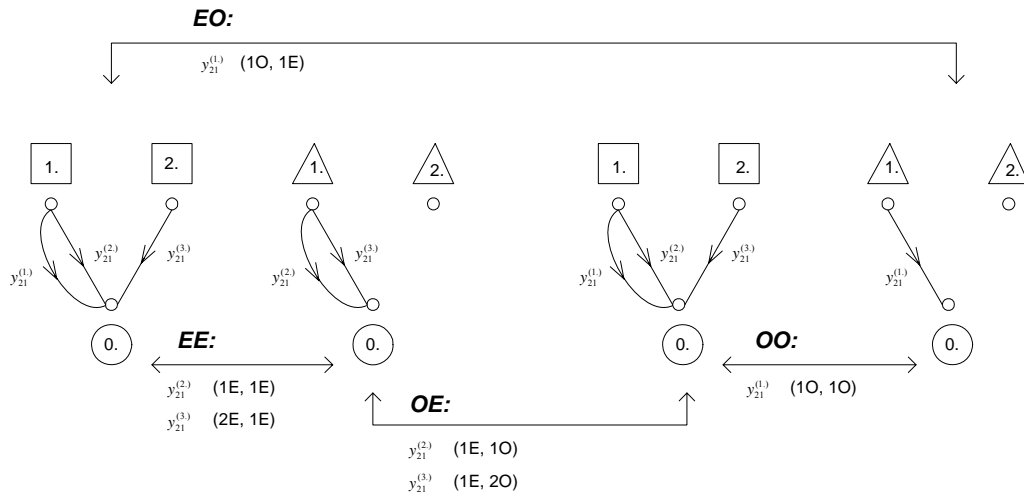 EO:
y₂₁⁽¹·⁾ (1O, 1E)
1. 2. 1. 2. 1. 2. 1. 2.
y₂₁⁽¹·⁾ y₂₁⁽²·⁾ y₂₁⁽³·⁾ y₂₁⁽²·⁾ y₂₁⁽³·⁾ y₂₁⁽¹·⁾ y₂₁⁽²·⁾ y₂₁⁽³·⁾ y₂₁⁽¹·⁾
0. 0. 0. 0.
EE:
y₂₁⁽²·⁾ (1E, 1E)
y₂₁⁽³·⁾ (2E, 1E)
OE:
y₂₁⁽²·⁾ (1E, 1O)
y₂₁⁽³·⁾ (1E, 2O)
OO:
y₂₁⁽¹·⁾ (1O, 1O)